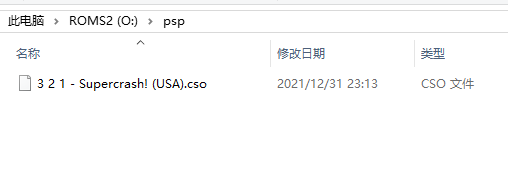 此电脑 > ROMS2 (O:) > psp
名称 修改日期 类型
3 2 1 - Supercrash! (USA).cso 2021/12/31 23:13 CSO 文件